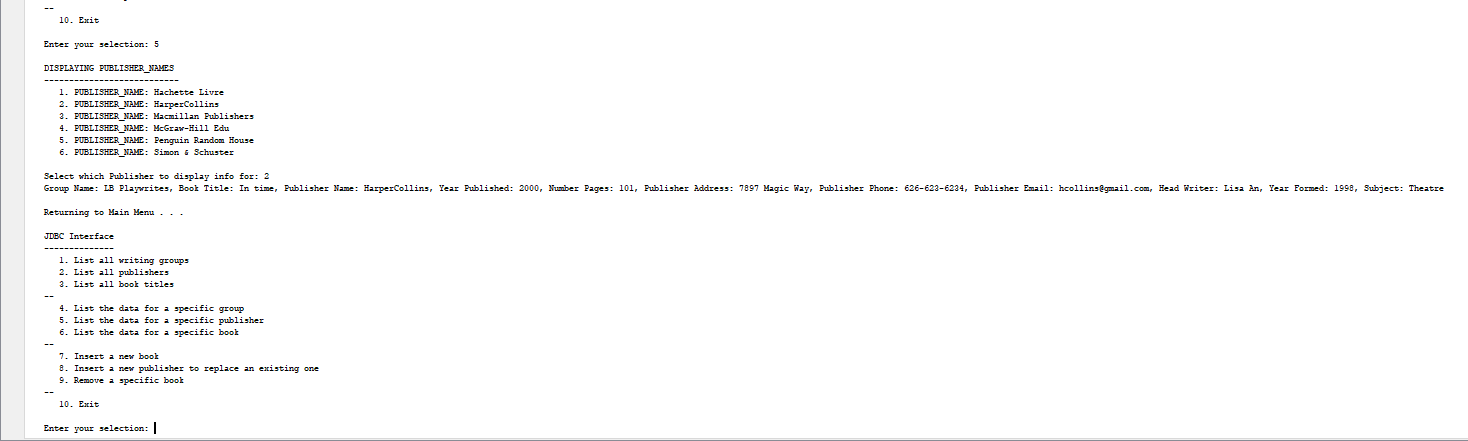 --
10. Exit
Enter your selection: 5
DISPLAYING PUBLISHER_NAMES
---------------------------
1. PUBLISHER_NAME: Hachette Livre
2. PUBLISHER_NAME: HarperCollins
3. PUBLISHER_NAME: Macmillan Publishers
4. PUBLISHER_NAME: McGraw-Hill Edu
5. PUBLISHER_NAME: Penguin Random House
6. PUBLISHER_NAME: Simon & Schuster
Select which Publisher to display info for: 2
Group Name: LB Playwrites, Book Title: In time, Publisher Name: HarperCollins, Year Published: 2000, Number Pages: 101, Publisher Address: 7897 Magic Way, Publisher Phone: 626-623-6234, Publisher Email: hcollins@gmail.com, Head Writer: Lisa An, Year Formed: 1998, Subject: Theatre
Returning to Main Menu . . .
JDBC Interface
--------------
1. List all writing groups
2. List all publishers
3. List all book titles
--
4. List the data for a specific group
5. List the data for a specific publisher
6. List the data for a specific book
--
7. Insert a new book
8. Insert a new publisher to replace an existing one
9. Remove a specific book
--
10. Exit
Enter your selection: